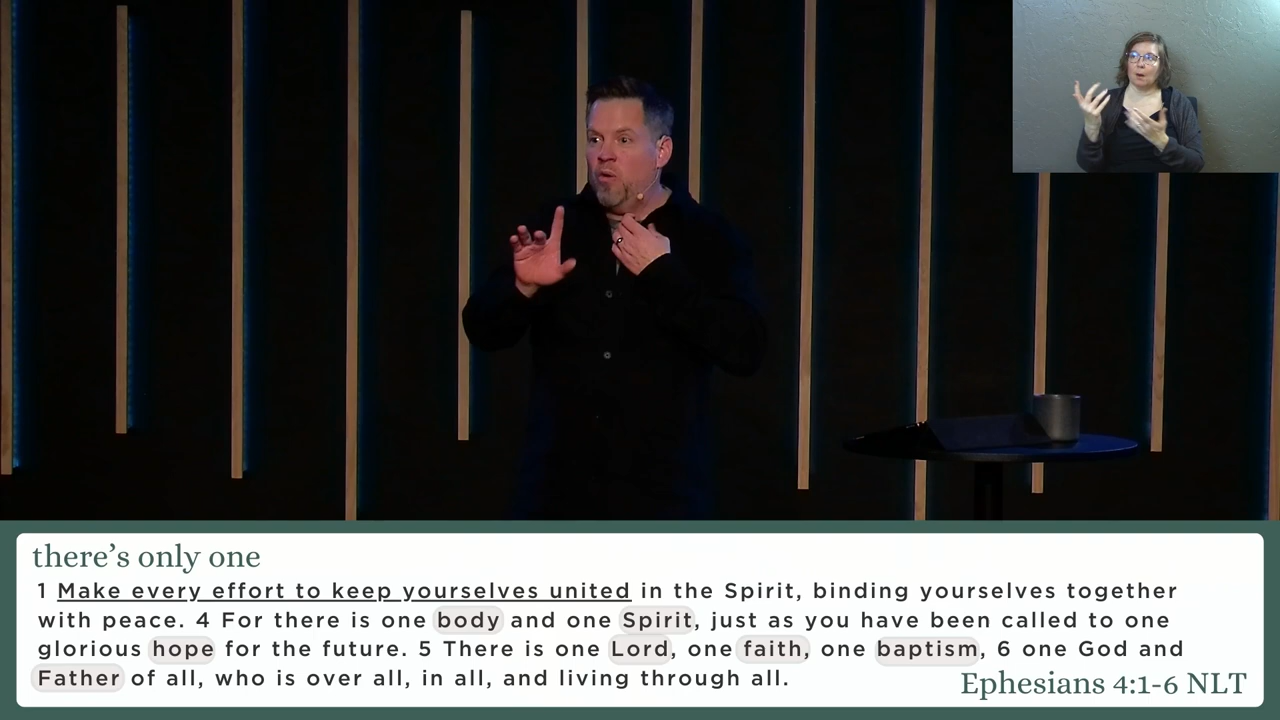 there’s only one
1 Make every effort to keep yourselves united in the Spirit, binding yourselves together
with peace. 4 For there is one body and one Spirit, just as you have been called to one
glorious hope for the future. 5 There is one Lord, one faith, one baptism, 6 one God and
Father of all, who is over all, in all, and living through all.
Ephesians 4:1-6 NLT